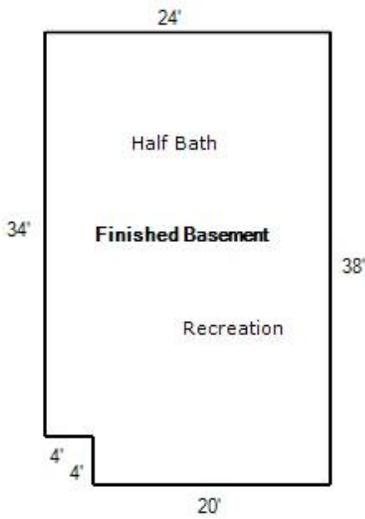 24'
Half Bath
34'
Finished Basement
38'
Recreation
4'
4'
20'